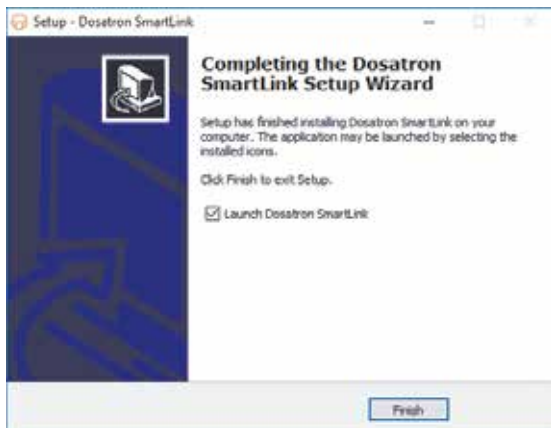 Setup - Dosatron SmartLink
Completing the Dosatron
SmartLink Setup Wizard
Setup has finished installing Dosatron SmartLink on your
computer. The application may be launched by selecting the
installed icons.
Click Finish to exit Setup.
Launch Dosatron SmartLink
Finish